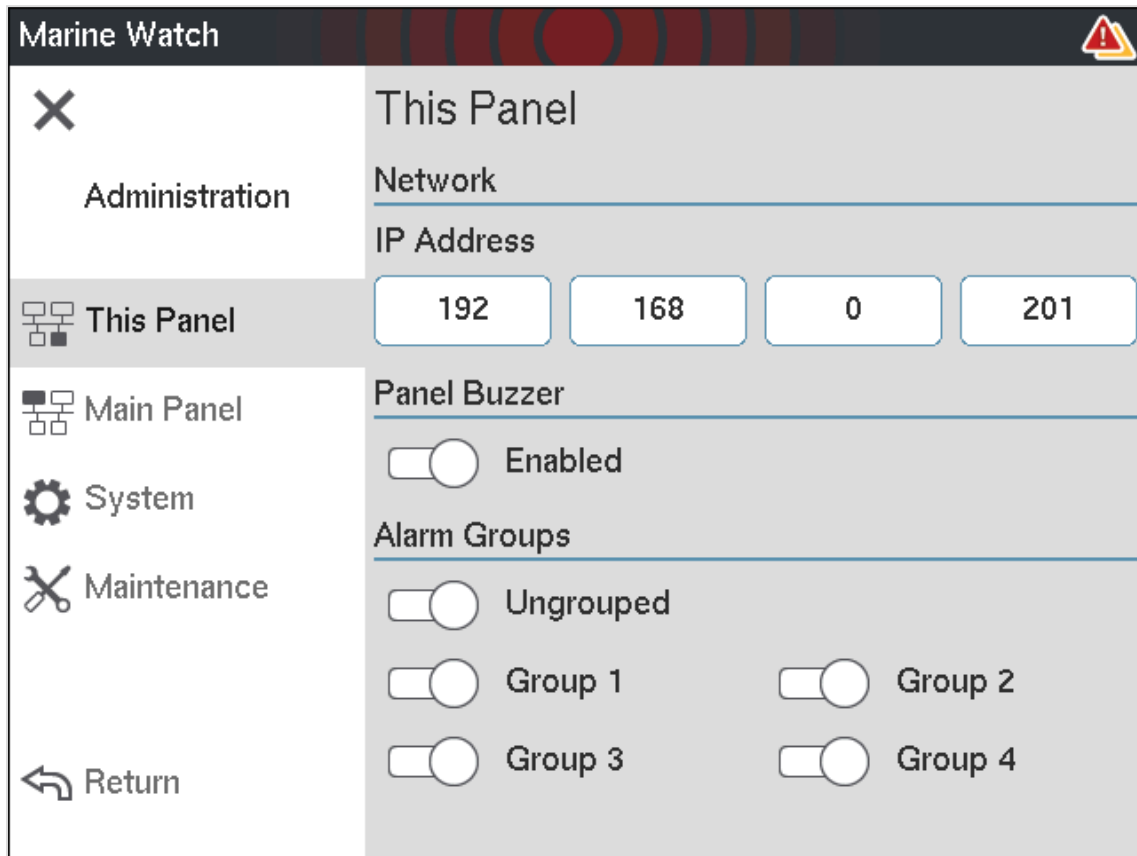 Marine Watch
Administration
This Panel
Main Panel
System
Maintenance
Return
This Panel
Network
IP Address
192 168 0 201
Panel Buzzer
Enabled
Alarm Groups
Ungrouped
Group 1 Group 2
Group 3 Group 4